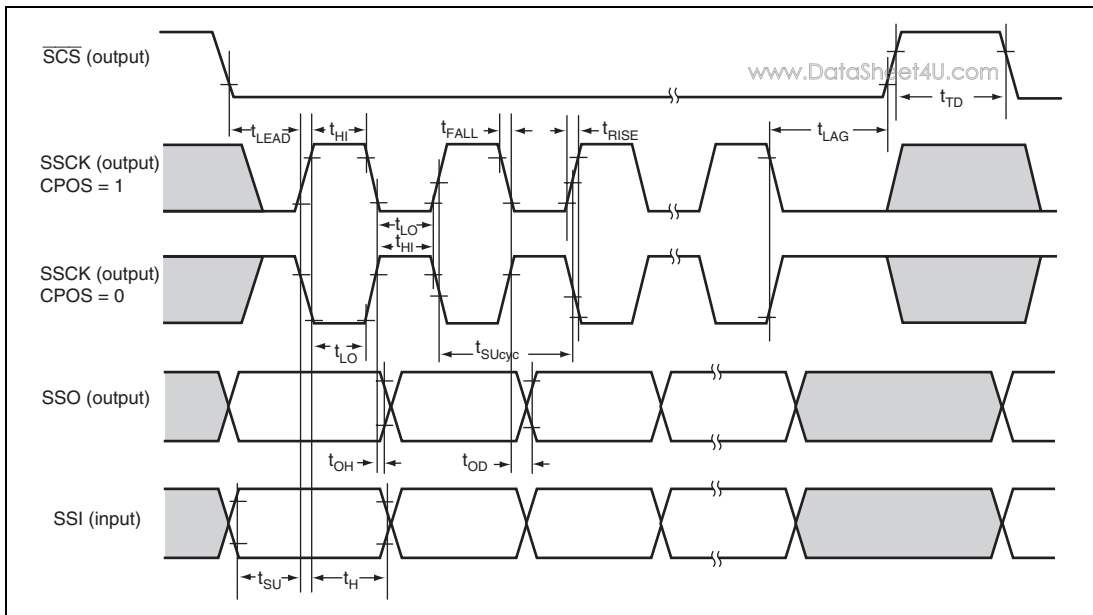 SCS (output)
www.DataSheet4U.com
tTD
tLEAD
tHI
tFALL
tRISE
tLAG
SSCK (output)
CPOS = 1
tLO
tHI
SSCK (output)
CPOS = 0
tLO
tSUcyc
SSO (output)
tOH
tOD
SSI (input)
tSU
tH